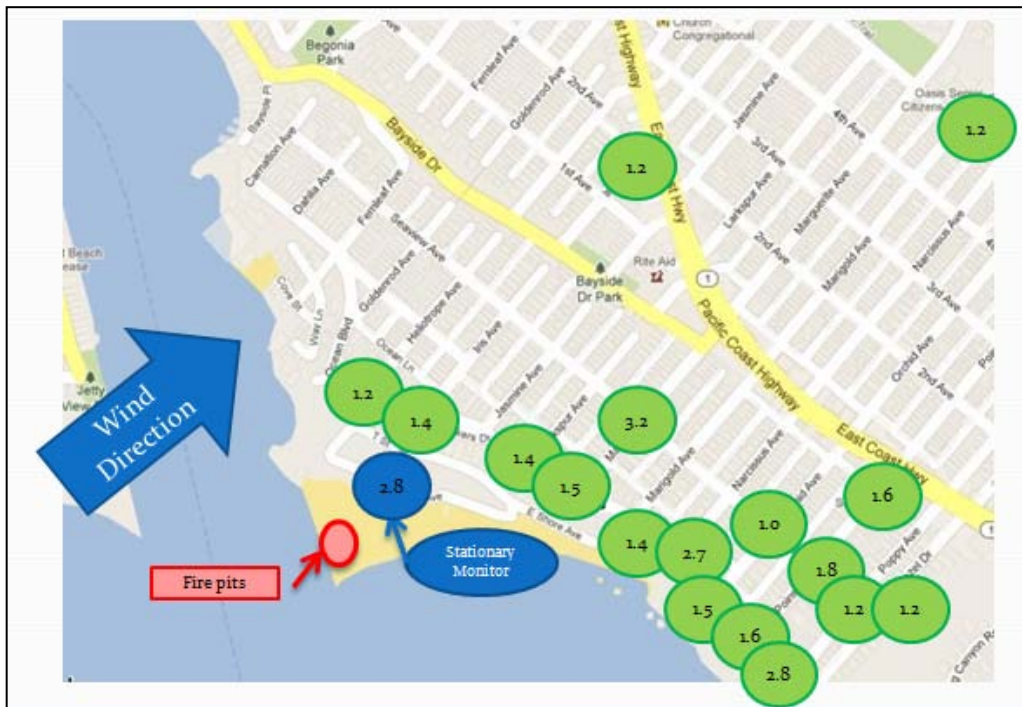 Church
Congregational
Begonia
Park
Highway
Fernleaf Ave
Goldenrod Ave
2nd Ave
Jasmine Ave
4th Ave
Oasis Senior
Citizens
1.2
Bayside Pl
Bayside Dr
3rd Ave
1.2
Carnation Ave
Dahlia Ave
Fernleaf Ave
1st Ave
Larkspur Ave
Marguerite Ave
Seaview Ave
2nd Ave
Marigold Ave
Narcissus Ave
Beach
Rite Aid
Goldenrod Ave
Bayside
Dr Park
1
3rd Ave
Cove St
Way Ln
Heliotrope Ave
Pacific Coast Highway
Ocean Blvd
Iris Ave
Ocean Ln
Orchid Ave
2nd Ave
Jetty
View
Wind
Direction
Jasmine Ave
1.2
1.4
3.2
East Coast Hwy
1.4
Marigold Ave
Narcissus Ave
2.8
1.5
1.6
E Shore Ave
1.0
1
1.4
2.7
Stationary
Monitor
Poppy Ave
Fire pits
1.8
1.5
1.2
1.2
1.6
Canyon
2.8